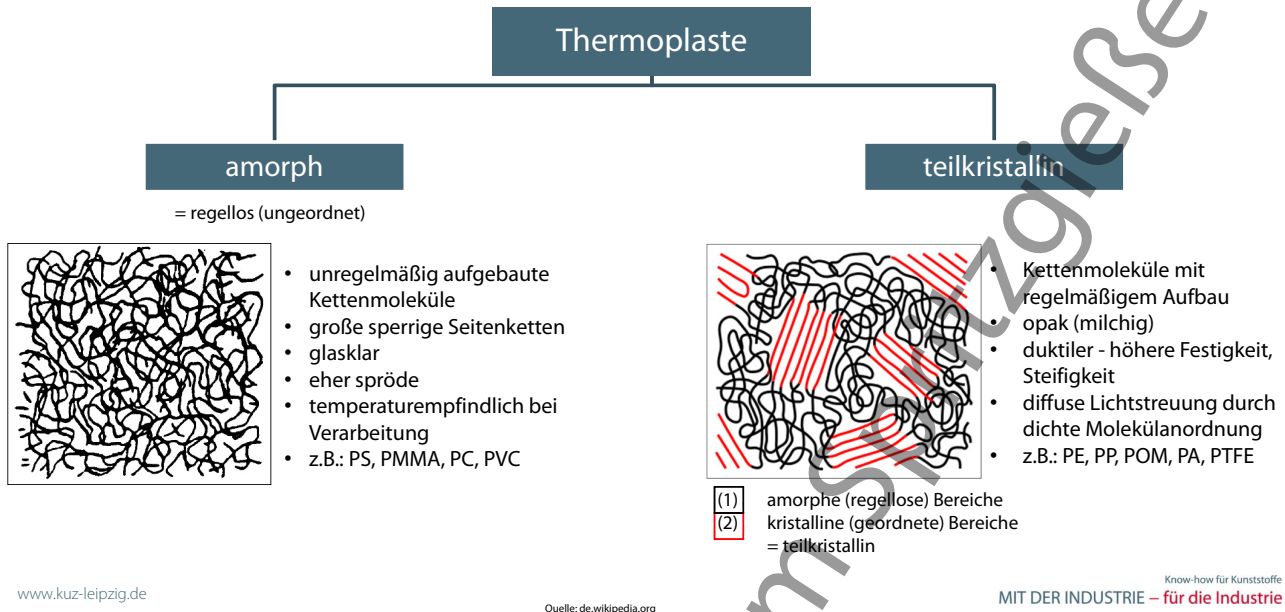 Thermoplaste
amorph
= regellos (ungeordnet)
• unregelmäßig aufgebaute
Kettenmoleküle
• große sperrige Seitenketten
• glasklar
• eher spröde
• temperaturempfindlich bei
Verarbeitung
• z.B.: PS, PMMA, PC, PVC
teilkristallin
• Kettenmoleküle mit
regelmäßigem Aufbau
• opak (milchig)
• duktiler - höhere Festigkeit,
Steifigkeit
• diffuse Lichtstreuung durch
dichte Molekülanordnung
• z.B.: PE, PP, POM, PA, PTFE
(1) amorphe (regellose) Bereiche
(2) kristalline (geordnete) Bereiche
= teilkristallin
www.kuz-leipzig.de
Quelle: de.wikipedia.org
Know-how für Kunststoffe
MIT DER INDUSTRIE – für die Industrie